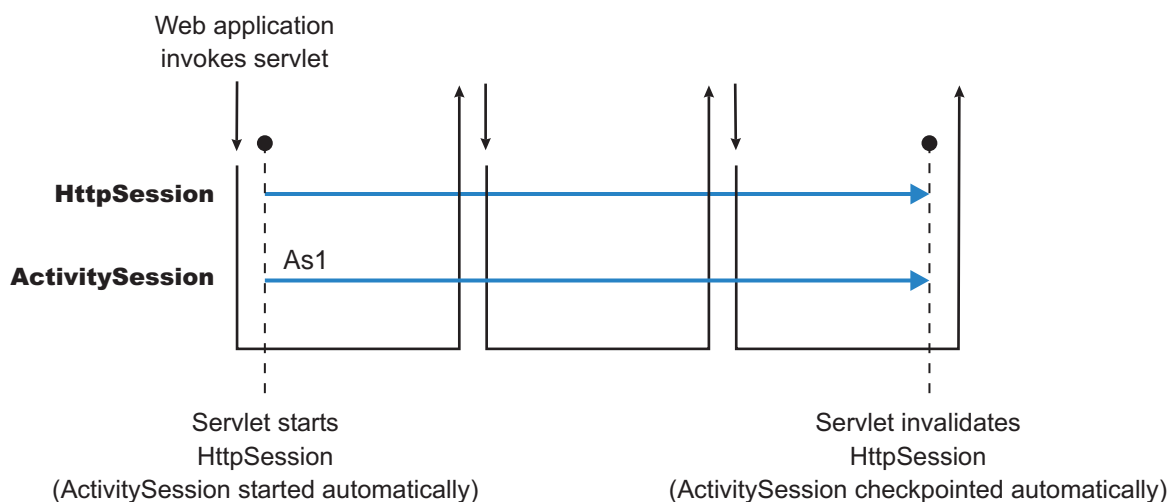 Web application
invokes servlet
HttpSession
As1
ActivitySession
Servlet starts
HttpSession
(ActivitySession started automatically)
Servlet invalidates
HttpSession
(ActivitySession checkpointed automatically)